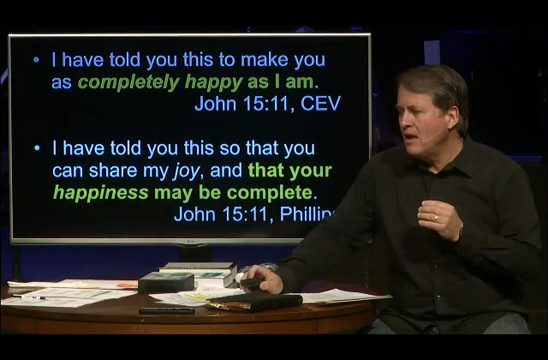 • I have told you this to make you
as completely happy as I am.
John 15:11, CEV
• I have told you this so that you
can share my joy, and that your
happiness may be complete.
John 15:11, Phillips